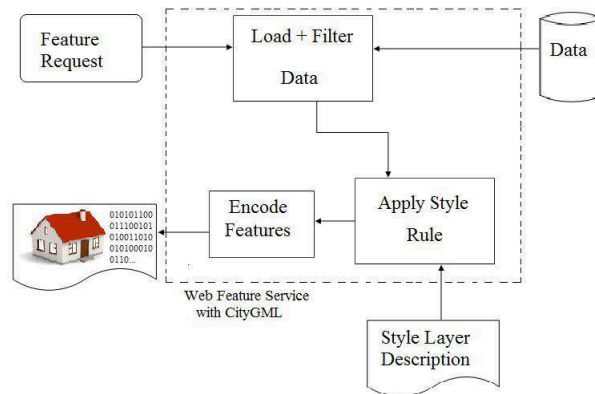 Feature
Request
Load + Filter
Data
Data
Encode
Features
Apply Style
Rule
010101100
011100101
010011010
010100010
0110...
Web Feature Service
with CityGML
Style Layer
Description